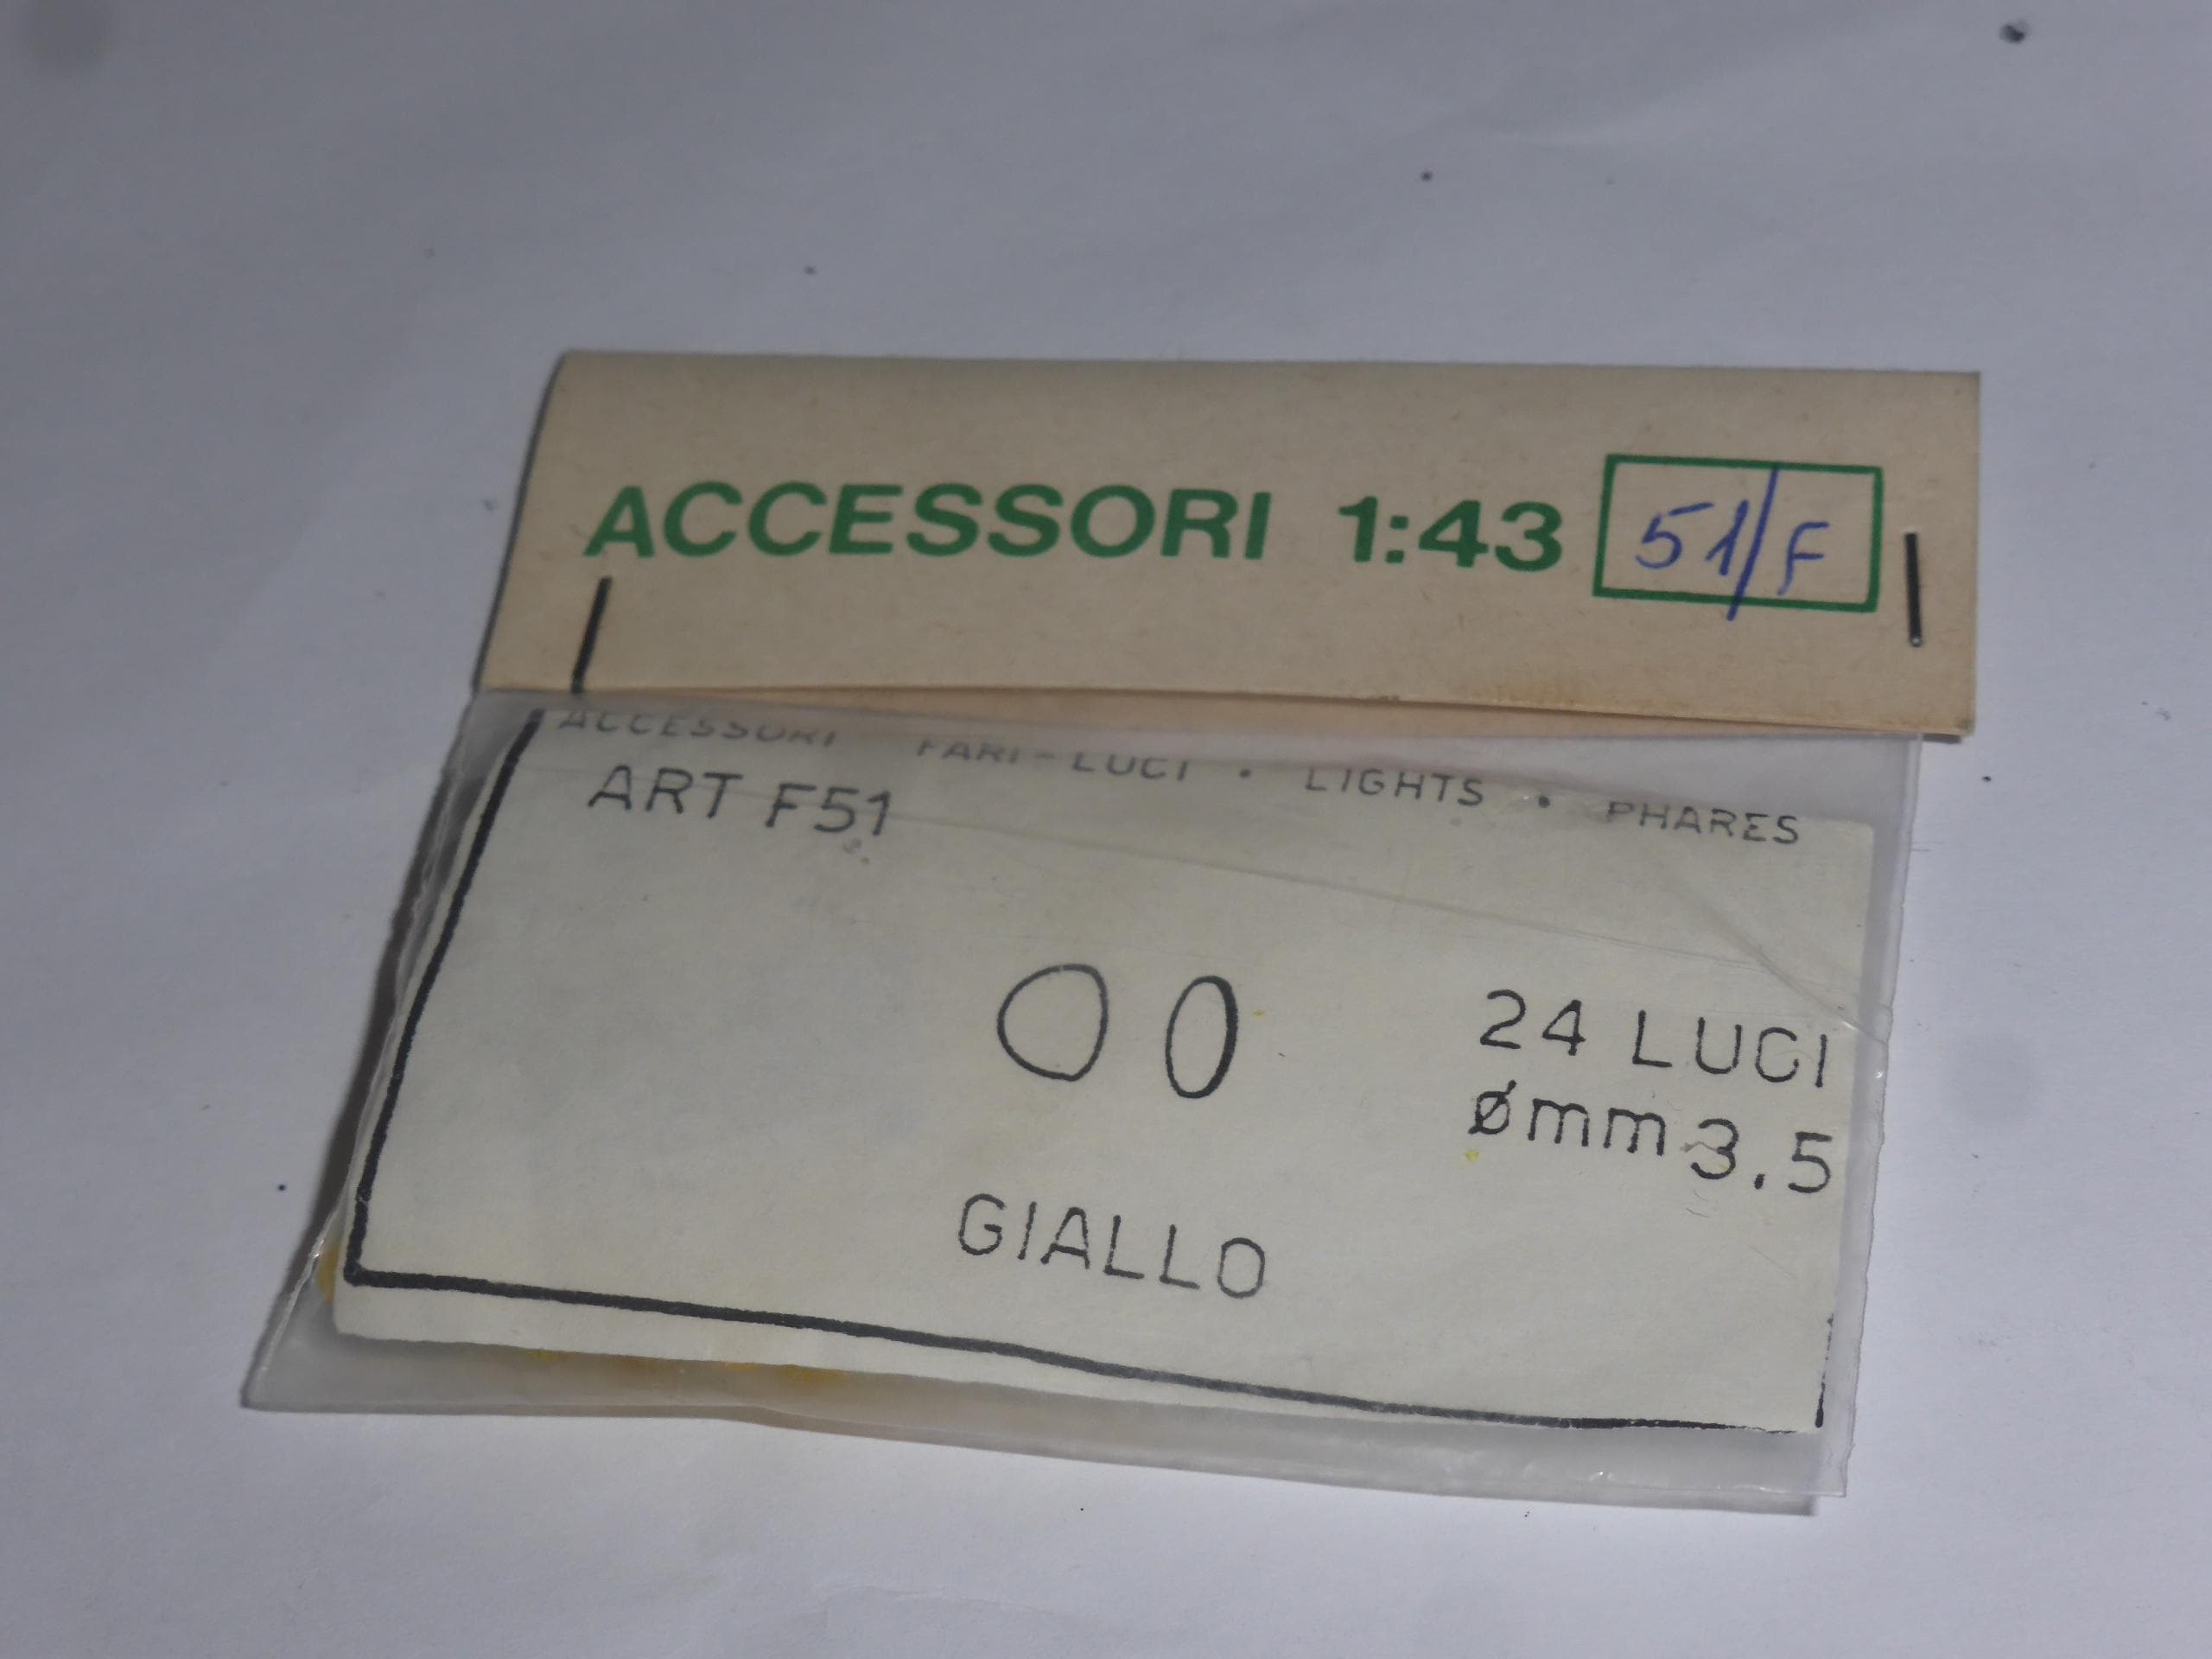 ACCESSORI 1:43 51/F
ACCESSORI FARI-LUCI • LIGHTS • PHARES
ART F51
24 LUCI
ømm 3.5
GIALLO